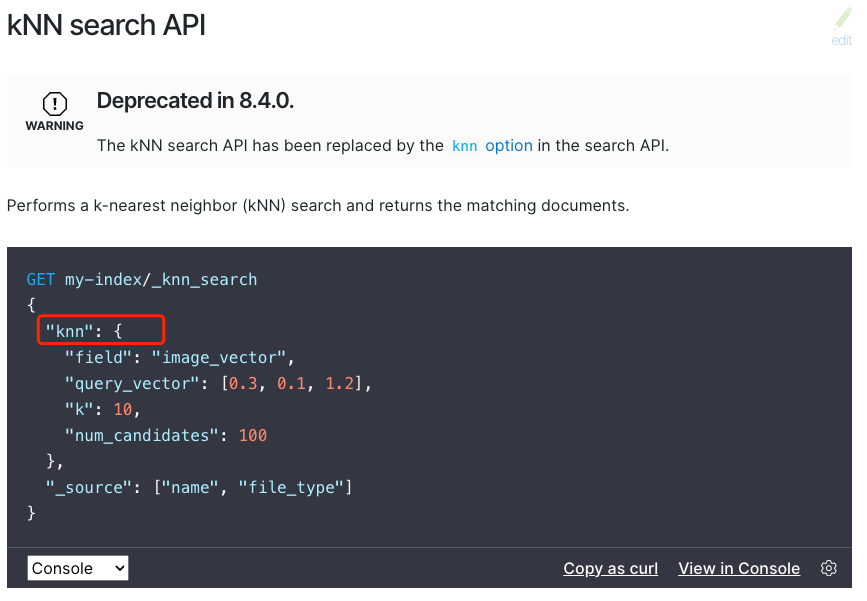 kNN search API
edit
Deprecated in 8.4.0.
WARNING
The kNN search API has been replaced by the knn option in the search API.
Performs a k-nearest neighbor (kNN) search and returns the matching documents.
GET my-index/_knn_search
{
  "knn": {
    "field": "image_vector",
    "query_vector": [0.3, 0.1, 1.2],
    "k": 10,
    "num_candidates": 100
  },
  "_source": ["name", "file_type"]
}
Console Copy as curl View in Console